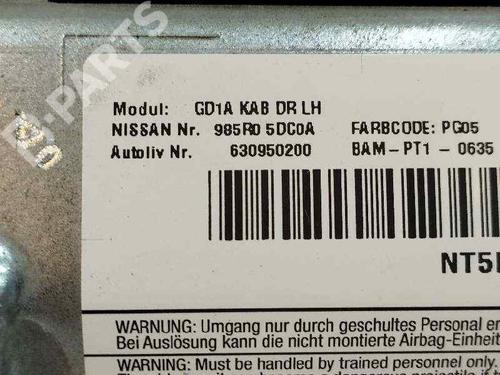 B-PARTS
Modul: GD1A KAB DR LH
NISSAN Nr. 985R0 5DC0A FARBCODE: PG05
Autoliv Nr. 630950200 BAM-PT1-0635
WARNUNG: Umgang nur durch geschultes Personal
Bei Auslösung kann die nicht montierte Airbag-Einheit
WARNING: Must be handled by trained personnel only.